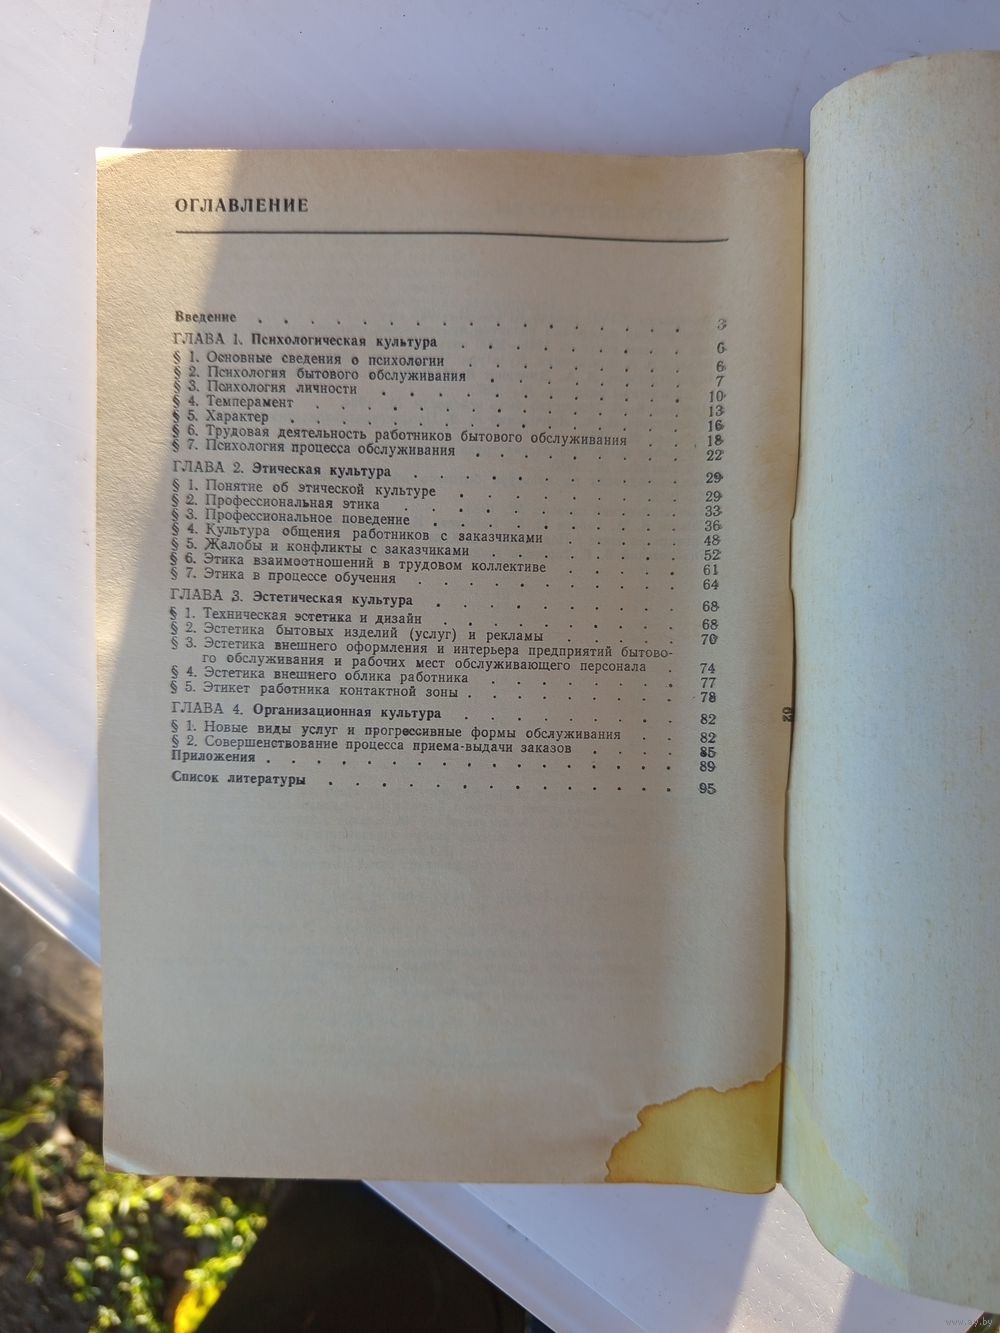 ОГЛАВЛЕНИЕ
Введение . . . . . . . . . . . . . . . . 3
ГЛАВА 1. Психологическая культура . . . . . . . . . 6
§ 1. Основные сведения о психологии . . . . . . . . 6
§ 2. Психология бытового обслуживания . . . . . . . 7
§ 3. Психология личности . . . . . . . . . . . 10
§ 4. Темперамент . . . . . . . . . . . . . 13
§ 5. Характер . . . . . . . . . . . . . . 16
§ 6. Трудовая деятельность работников бытового обслуживания . . 18
§ 7. Психология процесса обслуживания . . . . . . . . 22
ГЛАВА 2. Этическая культура . . . . . . . . . . 29
§ 1. Понятие об этической культуре . . . . . . . . 29
§ 2. Профессиональная этика . . . . . . . . . . 33
§ 3. Профессиональное поведение . . . . . . . . . 36
§ 4. Культура общения работников с заказчиками . . . . . 48
§ 5. Жалобы и конфликты с заказчиками . . . . . . . 52
§ 6. Этика взаимоотношений в трудовом коллективе . . . . 61
§ 7. Этика в процессе обучения . . . . . . . . . 64
ГЛАВА 3. Эстетическая культура . . . . . . . . . 68
§ 1. Техническая эстетика и дизайн . . . . . . . . 68
§ 2. Эстетика бытовых изделий (услуг) и рекламы . . . . 70
§ 3. Эстетика внешнего оформления и интерьера предприятий бытово-
го обслуживания и рабочих мест обслуживающего персонала . 74
§ 4. Эстетика внешнего облика работника . . . . . . . 77
§ 5. Этикет работника контактной зоны . . . . . . . . 78
ГЛАВА 4. Организационная культура . . . . . . . . 82
§ 1. Новые виды услуг и прогрессивные формы обслуживания . . 82
§ 2. Совершенствование процесса приема-выдачи заказов . . . 85
Приложения . . . . . . . . . . . . . . . 89
Список литературы . . . . . . . . . . . . . 95
www.ay.by